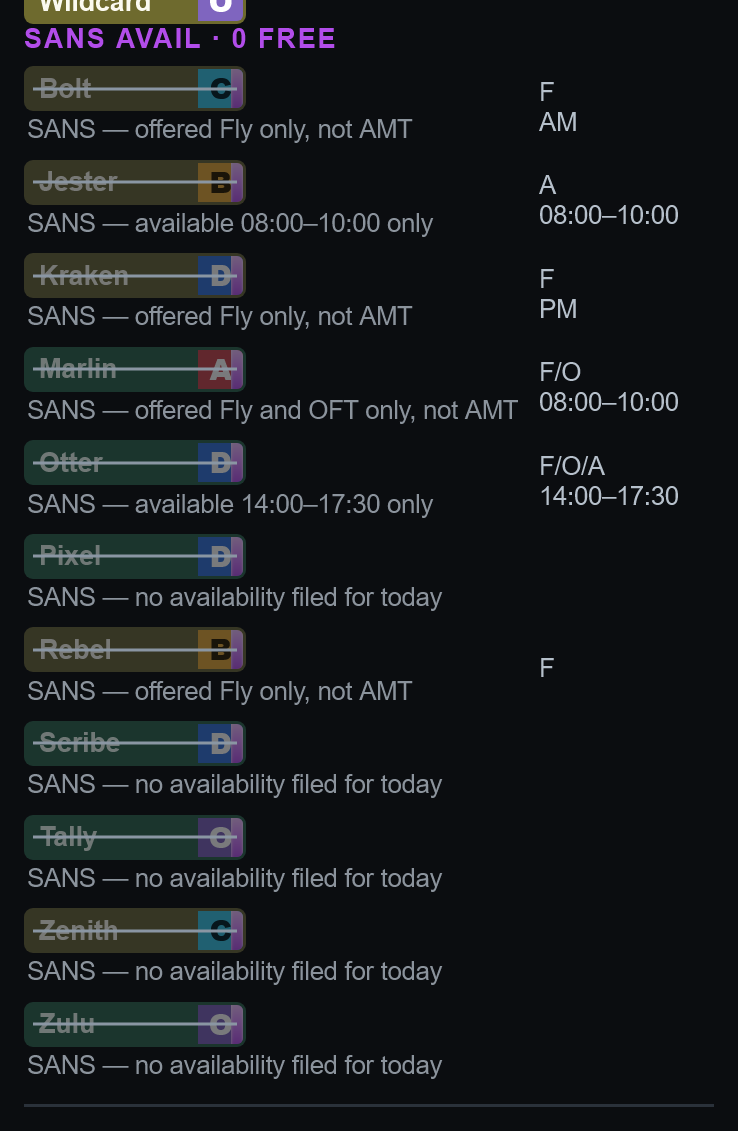 Wildcard O
SANS AVAIL · 0 FREE
Bolt C
SANS — offered Fly only, not AMT
F
AM
Jester B
SANS — available 08:00–10:00 only
A
08:00–10:00
Kraken D
SANS — offered Fly only, not AMT
F
PM
Marlin A
SANS — offered Fly and OFT only, not AMT
F/O
08:00–10:00
Otter D
SANS — available 14:00–17:30 only
F/O/A
14:00–17:30
Pixel D
SANS — no availability filed for today
Rebel B
SANS — offered Fly only, not AMT
F
Scribe D
SANS — no availability filed for today
Tally O
SANS — no availability filed for today
Zenith C
SANS — no availability filed for today
Zulu O
SANS — no availability filed for today